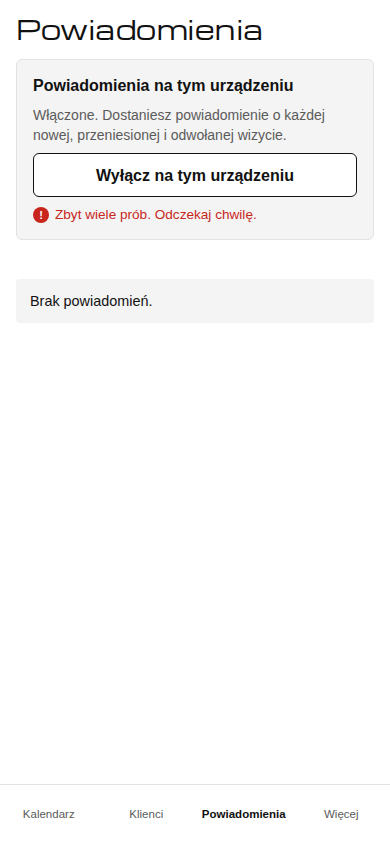 Powiadomienia
Powiadomienia na tym urządzeniu
Włączone. Dostaniesz powiadomienie o każdej
nowej, przeniesionej i odwołanej wizycie.
Wyłącz na tym urządzeniu
! Zbyt wiele prób. Odczekaj chwilę.
Brak powiadomień.
Kalendarz Klienci Powiadomienia Więcej